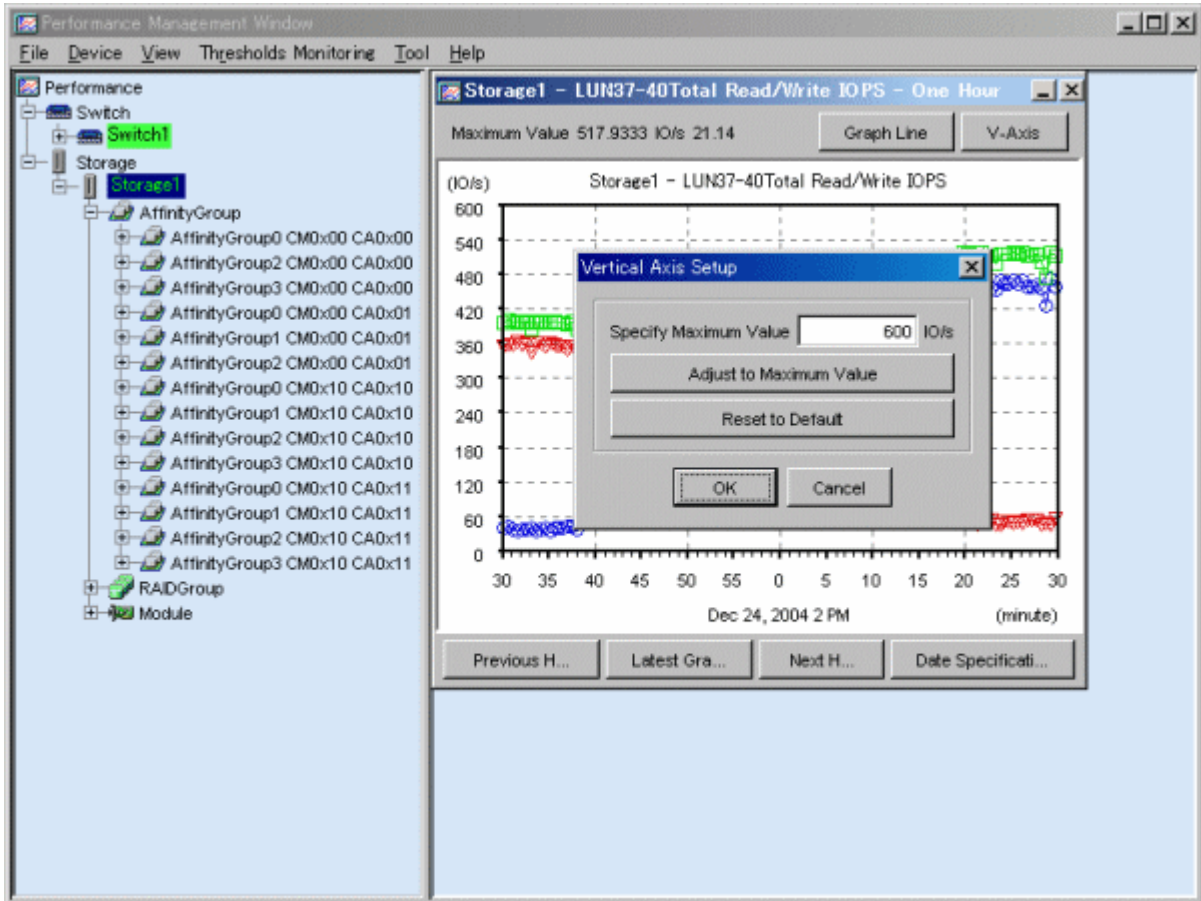 Performance Management Window
File Device View Thresholds Monitoring Tool Help
Performance
Switch
Switch1
Storage
Storage1
AffinityGroup
AffinityGroup0 CM0x00 CA0x00
AffinityGroup2 CM0x00 CA0x00
AffinityGroup3 CM0x00 CA0x00
AffinityGroup0 CM0x00 CA0x01
AffinityGroup1 CM0x00 CA0x01
AffinityGroup2 CM0x00 CA0x01
AffinityGroup0 CM0x10 CA0x10
AffinityGroup1 CM0x10 CA0x10
AffinityGroup2 CM0x10 CA0x10
AffinityGroup3 CM0x10 CA0x10
AffinityGroup0 CM0x10 CA0x11
AffinityGroup1 CM0x10 CA0x11
AffinityGroup2 CM0x10 CA0x11
AffinityGroup3 CM0x10 CA0x11
RAIDGroup
Module
Storage1 - LUN37-40Total Read/Write IOPS - One Hour
Maximum Value 517.9333 IO/s 21.14 Graph Line V-Axis
(IO/s) Storage1 - LUN37-40Total Read/Write IOPS
600
540
480
420
360
300
240
180
120
60
0
30 35 40 45 50 55 0 5 10 15 20 25 30
Dec 24, 2004 2 PM (minute)
Vertical Axis Setup
Specify Maximum Value 600 IO/s
Adjust to Maximum Value
Reset to Default
OK Cancel
Previous H... Latest Gra... Next H... Date Specificati...